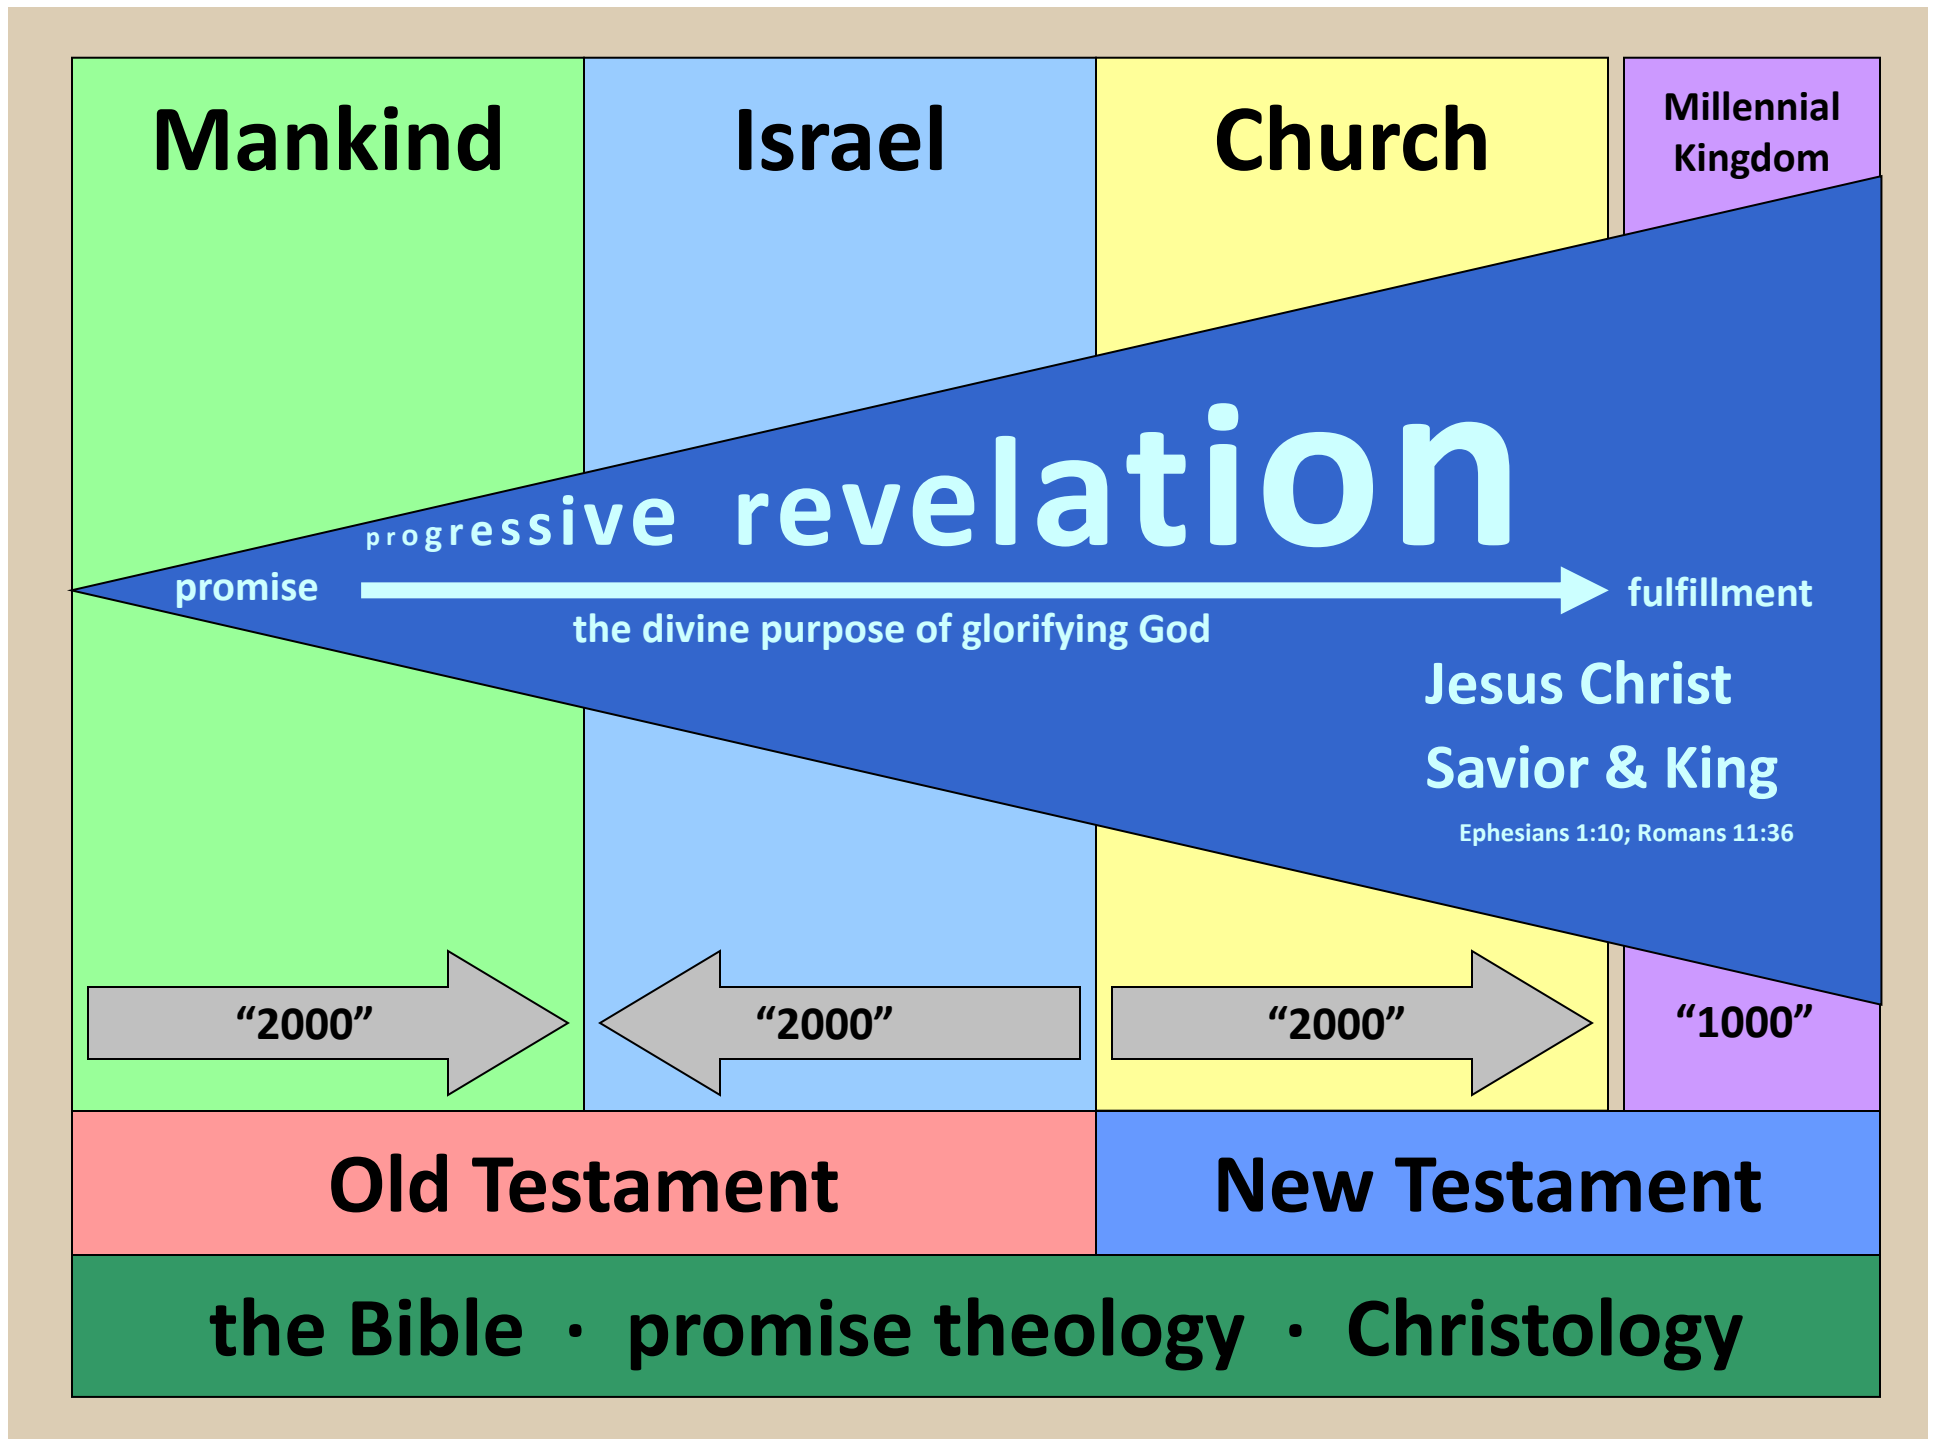 Mankind
Israel
Church
Millennial
Kingdom
progressive revelation
promise
fulfillment
the divine purpose of glorifying God
Jesus Christ
Savior & King
Ephesians 1:10; Romans 11:36
“2000”
“2000”
“2000”
“1000”
Old Testament
New Testament
the Bible · promise theology · Christology